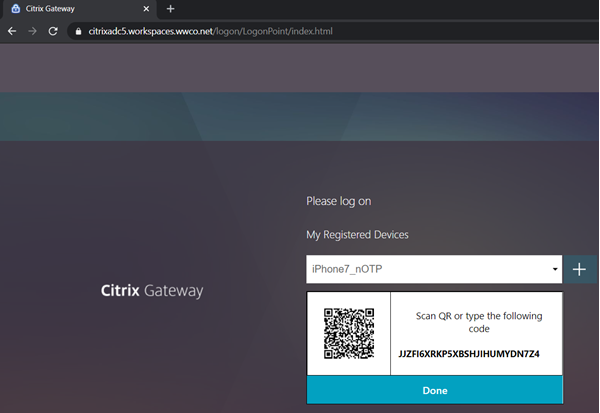 Citrix Gateway
citrixadc5.workspaces.wwco.net/logon/LogonPoint/index.html
Please log on
My Registered Devices
iPhone7_nOTP
Citrix Gateway
Scan QR or type the following
code
JJZFI6XRKP5XBSHJIHUMYDN7Z4
Done